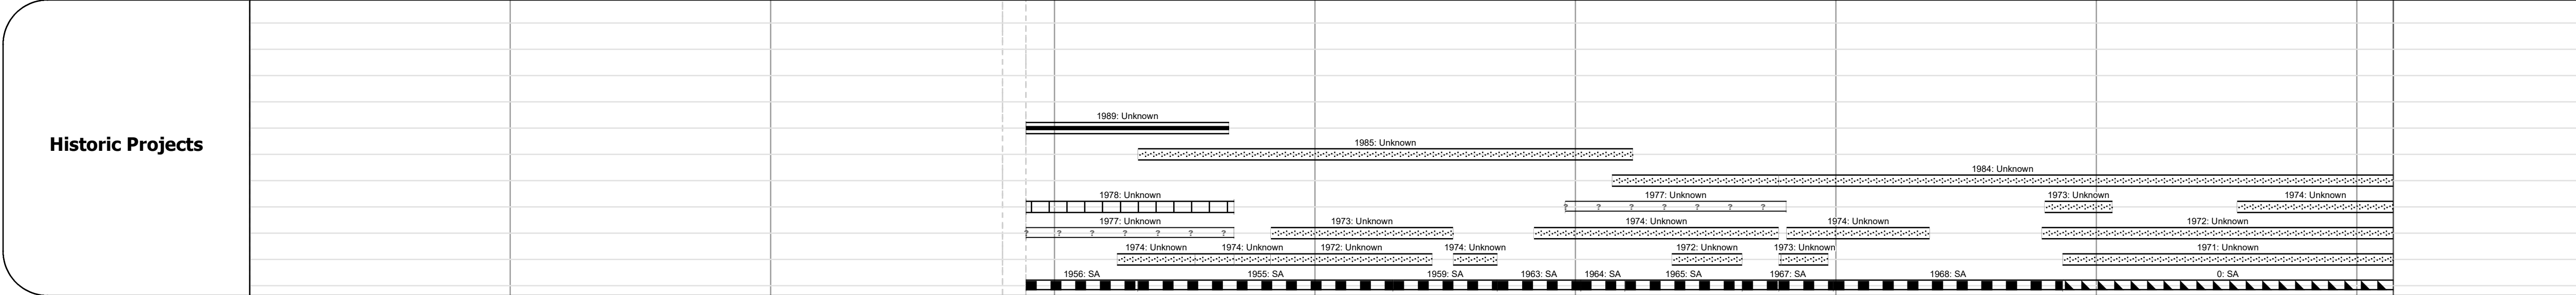 1989: Unknown
1985: Unknown
Historic Projects
1984: Unknown
1978: Unknown 1977: Unknown 1973: Unknown 1974: Unknown
? ? ? ? ? ? ?
1977: Unknown 1973: Unknown 1974: Unknown 1974: Unknown 1972: Unknown
? ? ? ? ? ? ?
1974: Unknown 1974: Unknown 1972: Unknown 1974: Unknown 1972: Unknown 1973: Unknown 1971: Unknown
1956: SA 1955: SA 1959: SA 1963: SA 1964: SA 1965: SA 1967: SA 1968: SA 0: SA